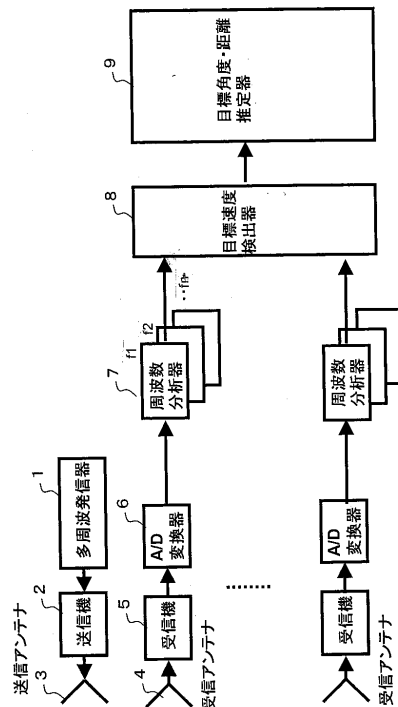 送信アンテナ
3
2
送信機
1
多周波発信器
4
受信アンテナ
5
受信機
6
A/D
変換器
7
f1
f2
周波数
分析器
8
目標速度
検出器
9
目標角度・距離
推定器
受信アンテナ
受信機
A/D
変換器
周波数
分析器